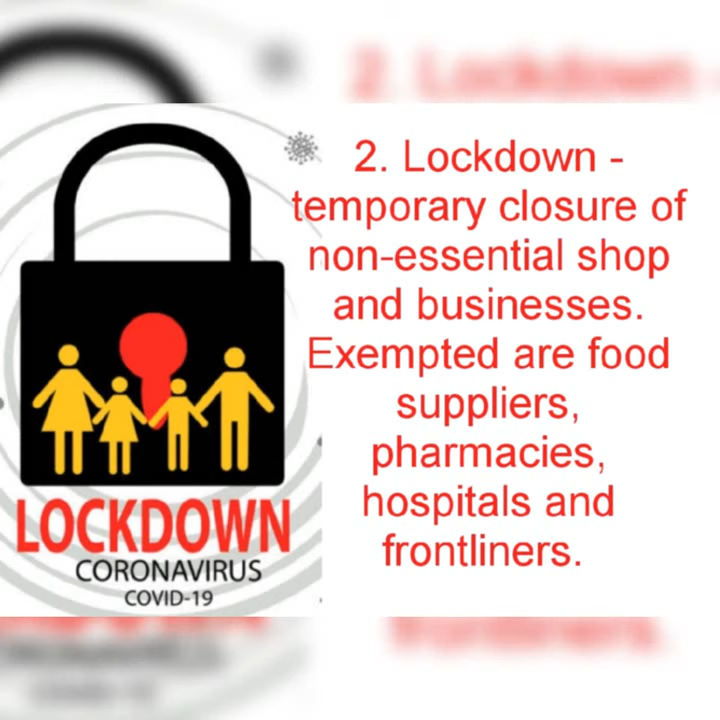 2. Lockdown -
temporary closure of
non-essential shop
and businesses.
Exempted are food
suppliers,
pharmacies,
hospitals and
frontliners.
LOCKDOWN
CORONAVIRUS
COVID-19